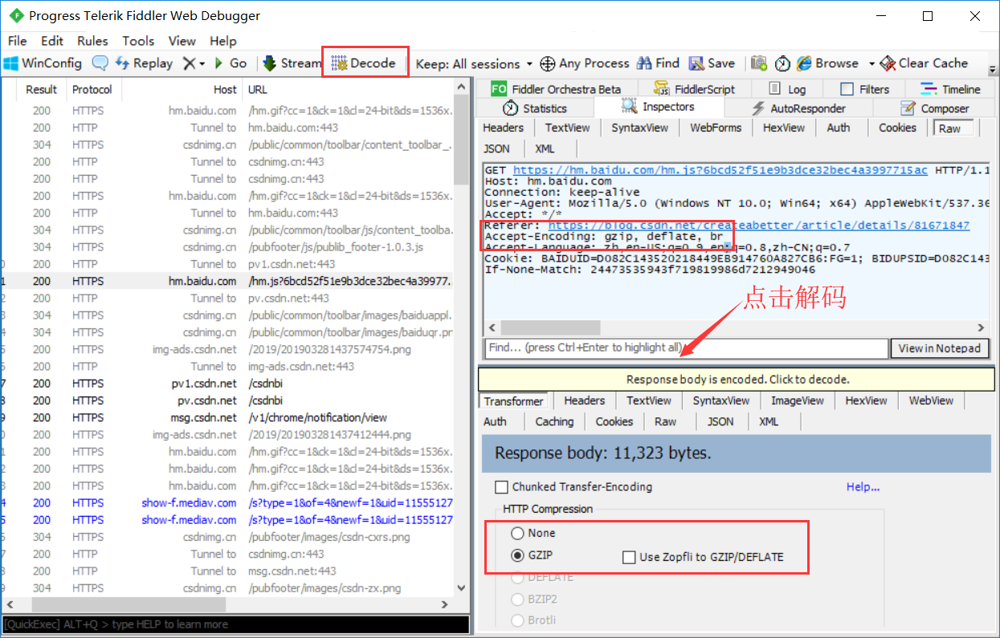 Progress Telerik Fiddler Web Debugger
File Edit Rules Tools View Help
WinConfig Replay Go Stream Decode Keep: All sessions Any Process Find Save Browse Clear Cache
Result Protocol Host URL
200 HTTPS hm.baidu.com /hm.gif?cc=1&ck=1&cl=24-bit&ds=1536x.
200 HTTP Tunnel to hm.baidu.com:443
304 HTTPS csdnimg.cn /public/common/toolbar/content_toolbar_..
200 HTTP Tunnel to csdnimg.cn:443
200 HTTP Tunnel to csdnimg.cn:443
200 HTTPS hm.baidu.com /hm.gif?cc=1&ck=1&cl=24-bit&ds=1536x.
200 HTTP Tunnel to hm.baidu.com:443
304 HTTPS csdnimg.cn /public/common/toolbar/js/content_toolba..
304 HTTPS csdnimg.cn /pubfooter/js/publib_footer-1.0.3.js
0 200 HTTP Tunnel to pv1.csdn.net:443
1 200 HTTPS hm.baidu.com /hm.js?6bcd52f51e9b3dce32bec4a39977..
2 200 HTTP Tunnel to pv.csdn.net:443
3 304 HTTPS csdnimg.cn /public/common/toolbar/images/baiduappl.
4 304 HTTPS csdnimg.cn /public/common/toolbar/images/baiduqr.pn
5 304 HTTPS img-ads.csdn.net /2019/201903281437574754.png
6 200 HTTP Tunnel to img-ads.csdn.net:443
7 200 HTTPS pv1.csdn.net /csdnbi
8 200 HTTPS pv.csdn.net /csdnbi
9 200 HTTPS msg.csdn.net /v1/chrome/notification/view
0 200 HTTPS img-ads.csdn.net /2019/201903281437412444.png
1 200 HTTPS hm.baidu.com /hm.gif?cc=1&ck=1&cl=24-bit&ds=1536x.
2 200 HTTPS hm.baidu.com /hm.gif?cc=1&ck=1&cl=24-bit&ds=1536x.
3 200 HTTPS hm.baidu.com /hm.gif?cc=1&ck=1&cl=24-bit&ds=1536x.
4 200 HTTPS show-f.mediav.com /s?type=1&of=4&newf=1&uid=11555127
5 200 HTTPS show-f.mediav.com /s?type=1&of=4&newf=1&uid=11555127
6 304 HTTPS csdnimg.cn /pubfooter/images/csdn-cxrs.png
7 200 HTTP Tunnel to csdnimg.cn:443
8 200 HTTP Tunnel to msg.csdn.net:443
9 304 HTTPS csdnimg.cn /pubfooter/images/csdn-zx.png
[QuickExec] ALT+Q > type HELP to learn more
FO Fiddler Orchestra Beta FiddlerScript Log Filters Timeline
Statistics Inspectors AutoResponder Composer
Headers TextView SyntaxView WebForms HexView Auth Cookies Raw
JSON XML
GET https://hm.baidu.com/hm.js?6bcd52f51e9b3dce32bec4a3997715ac HTTP/1.1
Host: hm.baidu.com
Connection: keep-alive
User-Agent: Mozilla/5.0 (Windows NT 10.0; Win64; x64) AppleWebKit/537.36
Accept: */*
Referer: https://blog.csdn.net/createabetter/article/details/81671847
Accept-Encoding: gzip, deflate, br
Accept-Language: zh,en-US;q=0.9,en;q=0.8,zh-CN;q=0.7
Cookie: BAIDUID=D082C143520218449EB914760A827CB6:FG=1; BIDUPSID=D082C143
If-None-Match: 24473535943f719819986d7212949046
点击解码
Find... (press Ctrl+Enter to highlight all) View in Notepad
Response body is encoded. Click to decode.
Transformer Headers TextView SyntaxView ImageView HexView WebView
Auth Caching Cookies Raw JSON XML
Response body: 11,323 bytes.
Chunked Transfer-Encoding Help...
HTTP Compression
None
GZIP Use Zopfli to GZIP/DEFLATE
DEFLATE
BZIP2
Brotli